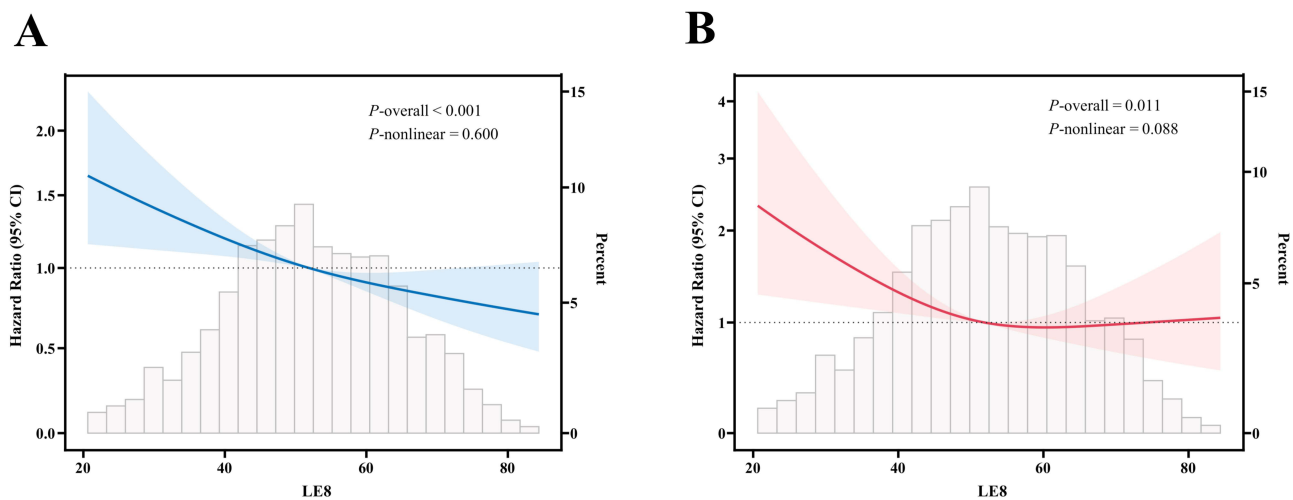 A
P-overall < 0.001
P-nonlinear = 0.600
Hazard Ratio (95% CI)
2.0
1.5
1.0
0.5
0.0
15
10
5
0
Percent
20
40
60
80
LE8
B
P-overall = 0.011
P-nonlinear = 0.088
Hazard Ratio (95% CI)
4
3
2
1
0
15
10
5
0
Percent
20
40
60
80
LE8